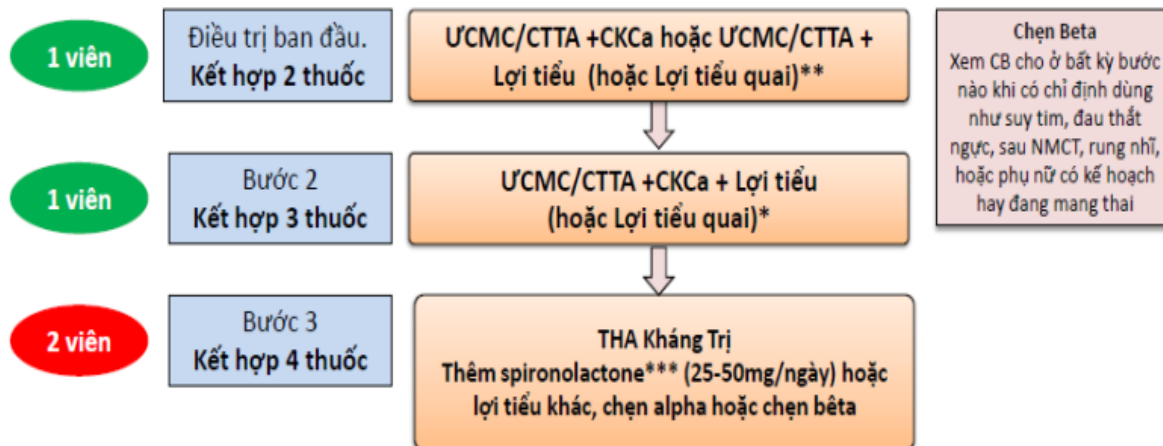 1 viên
Điều trị ban đầu.
Kết hợp 2 thuốc
ƯCMC/CTTA +CKCa hoặc ƯCMC/CTTA +
Lợi tiểu (hoặc Lợi tiểu quai)**
Chẹn Beta
Xem CB cho ở bất kỳ bước
nào khi có chỉ định dùng
như suy tim, đau thắt
ngực, sau NMCT, rung nhĩ,
hoặc phụ nữ có kế hoạch
hay đang mang thai
1 viên
Bước 2
Kết hợp 3 thuốc
ƯCMC/CTTA +CKCa + Lợi tiểu
(hoặc Lợi tiểu quai)*
2 viên
Bước 3
Kết hợp 4 thuốc
THA Kháng Trị
Thêm spironolactone*** (25-50mg/ngày) hoặc
lợi tiểu khác, chẹn alpha hoặc chẹn bêta